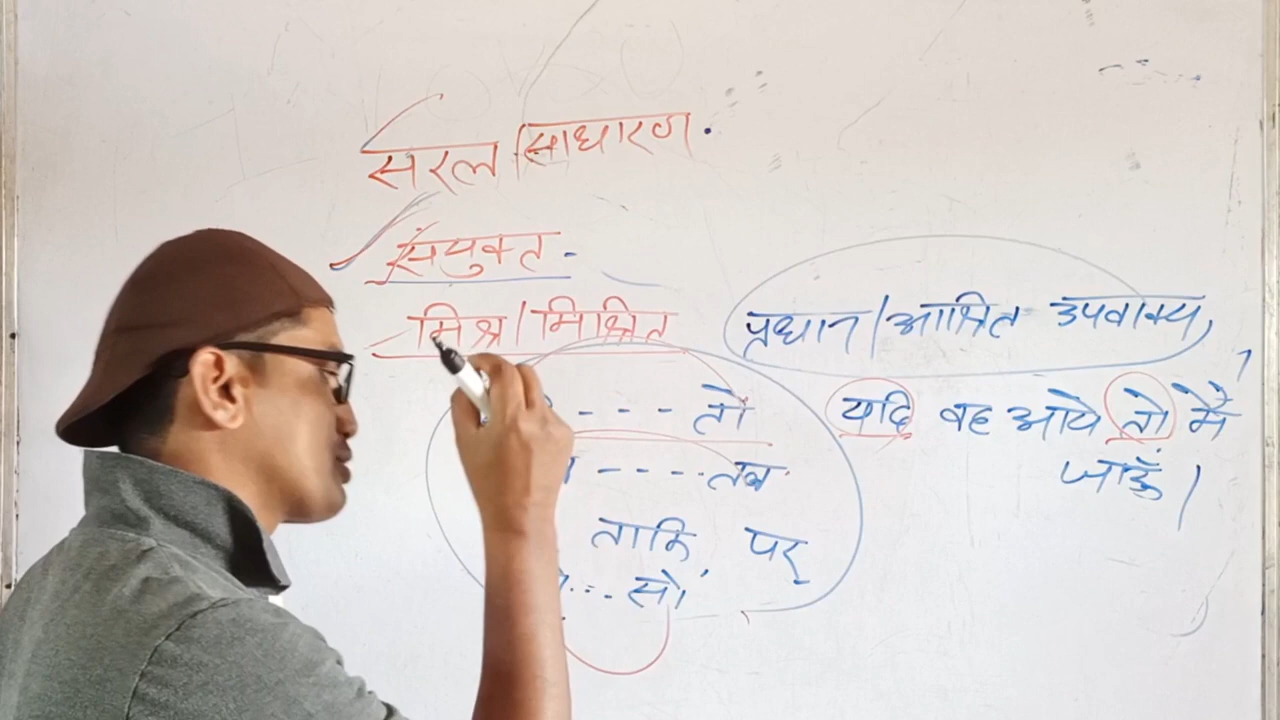 सरल/साधारण.
संयुक्त -
मिश्र/मिश्रित
प्रधान/आश्रित उपवाक्य,
- - - तो
यदि वह आये तो मैं
जाऊँ।
- - - - तब
ताकि, पर,
... सो,